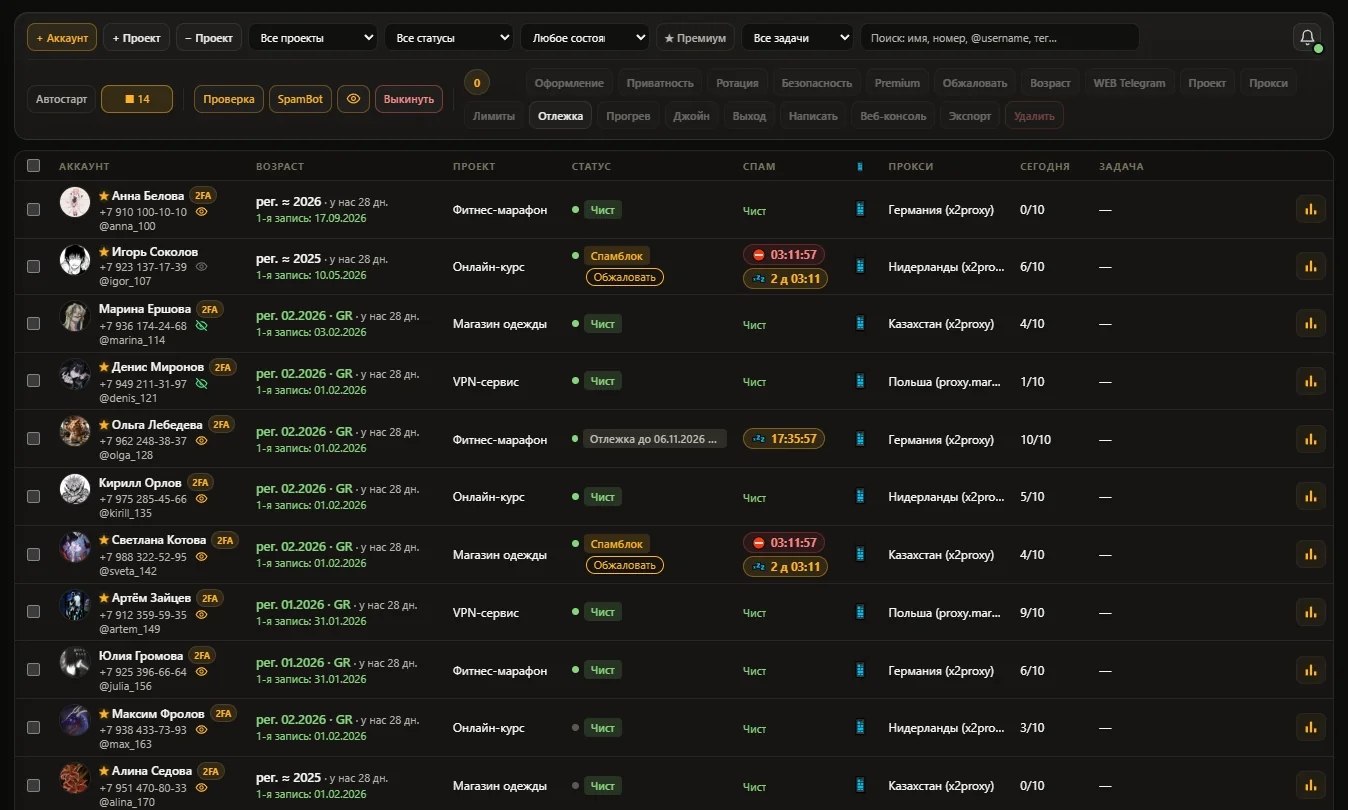 + Аккаунт + Проект − Проект Все проекты Все статусы Любое состоян ★ Премиум Все задачи Поиск: имя, номер, @username, тег...
Автостарт 14 Проверка SpamBot Выкинуть 0 Оформление Приватность Ротация Безопасность Premium Обжаловать Возраст WEB Telegram Проект Прокси
Лимиты Отлежка Прогрев Джойн Выход Написать Веб-консоль Экспорт Удалить
АККАУНТ ВОЗРАСТ ПРОЕКТ СТАТУС СПАМ ПРОКСИ СЕГОДНЯ ЗАДАЧА
★ Анна Белова 2FA
+7 910 100-10-10
@anna_100
рег. ≈ 2026 · у нас 28 дн.
1-я запись: 17.09.2026
Фитнес-марафон
Чист
Чист
Германия (x2proxy)
0/10
—
★ Игорь Соколов
+7 923 137-17-39
@igor_107
рег. ≈ 2025 · у нас 28 дн.
1-я запись: 10.05.2026
Онлайн-курс
Спамблок
Обжаловать
03:11:57
2 д 03:11
Нидерланды (x2pro...
6/10
—
Марина Ершова 2FA
+7 936 174-24-68
@marina_114
рег. 02.2026 · GR · у нас 28 дн.
1-я запись: 03.02.2026
Магазин одежды
Чист
Чист
Казахстан (x2proxy)
4/10
—
★ Денис Миронов 2FA
+7 949 211-31-97
@denis_121
рег. 02.2026 · GR · у нас 28 дн.
1-я запись: 01.02.2026
VPN-сервис
Чист
Чист
Польша (proxy.mar...
1/10
—
★ Ольга Лебедева 2FA
+7 962 248-38-37
@olga_128
рег. 02.2026 · GR · у нас 28 дн.
1-я запись: 01.02.2026
Фитнес-марафон
Отлежка до 06.11.2026 ...
17:35:57
Германия (x2proxy)
10/10
—
Кирилл Орлов 2FA
+7 975 285-45-66
@kirill_135
рег. 02.2026 · GR · у нас 28 дн.
1-я запись: 01.02.2026
Онлайн-курс
Чист
Чист
Нидерланды (x2pro...
5/10
—
★ Светлана Котова 2FA
+7 988 322-52-95
@sveta_142
рег. 02.2026 · GR · у нас 28 дн.
1-я запись: 01.02.2026
Магазин одежды
Спамблок
Обжаловать
03:11:57
2 д 03:11
Казахстан (x2proxy)
4/10
—
★ Артём Зайцев 2FA
+7 912 359-59-35
@artem_149
рег. 01.2026 · GR · у нас 28 дн.
1-я запись: 31.01.2026
VPN-сервис
Чист
Чист
Польша (proxy.mar...
9/10
—
Юлия Громова 2FA
+7 925 396-66-64
@julia_156
рег. 01.2026 · GR · у нас 28 дн.
1-я запись: 31.01.2026
Фитнес-марафон
Чист
Чист
Германия (x2proxy)
6/10
—
★ Максим Фролов 2FA
+7 938 433-73-93
@max_163
рег. 02.2026 · GR · у нас 28 дн.
1-я запись: 01.02.2026
Онлайн-курс
Чист
Чист
Нидерланды (x2pro...
3/10
—
★ Алина Седова 2FA
+7 951 470-80-33
@alina_170
рег. ≈ 2025 · у нас 28 дн.
1-я запись: 01.02.2026
Магазин одежды
Чист
Чист
Казахстан (x2proxy)
0/10
—